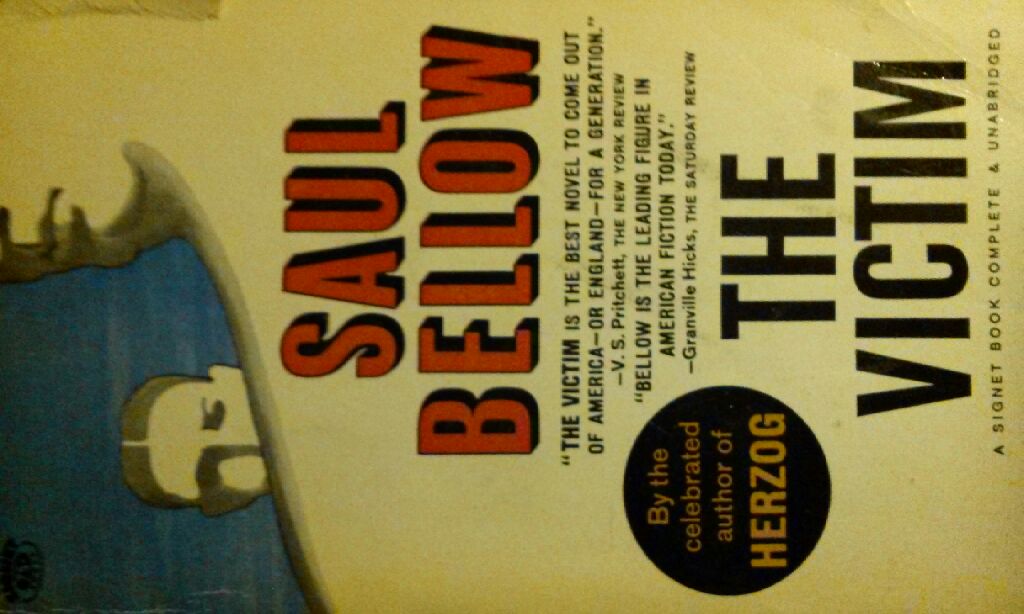 SAUL
BELLOW
"THE VICTIM IS THE BEST NOVEL TO COME OUT
OF AMERICA—OR ENGLAND—FOR A GENERATION."
—V. S. Pritchett, THE NEW YORK REVIEW
"BELLOW IS THE LEADING FIGURE IN
AMERICAN FICTION TODAY."
—Granville Hicks, THE SATURDAY REVIEW
By the
celebrated
author of
HERZOG
THE
VICTIM
A SIGNET BOOK COMPLETE & UNABRIDGED